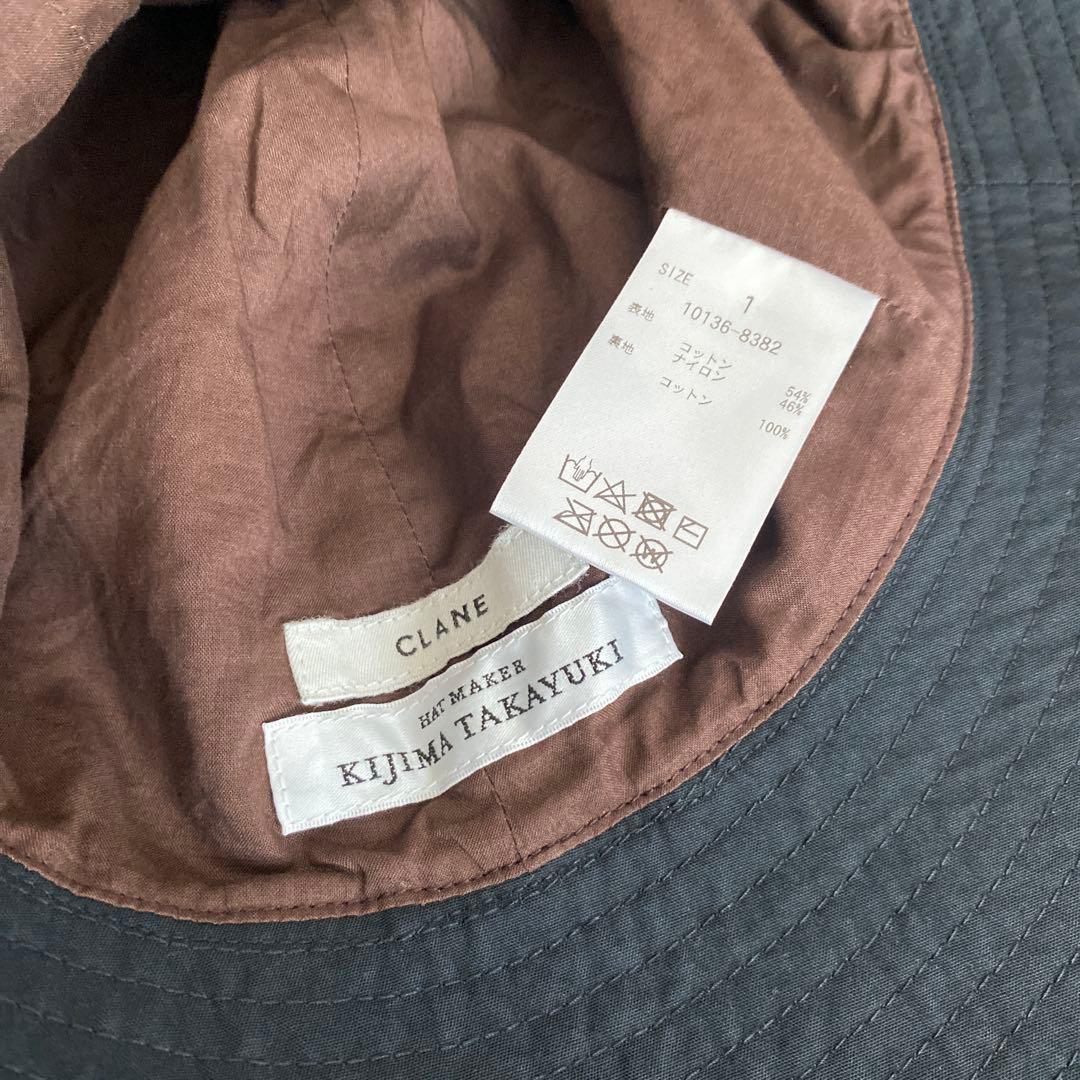 SIZE 1
10136-8382
表地 コットン 54%
ナイロン 46%
裏地 コットン 100%
CLANE
HAT MAKER
KIJIMA TAKAYUKI